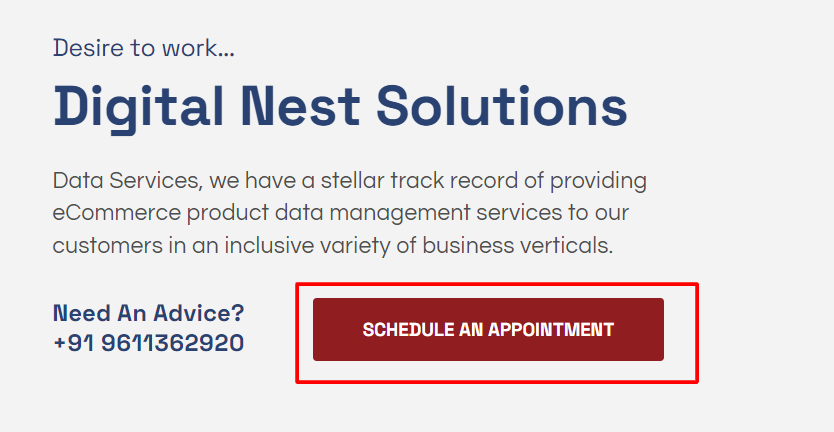 Desire to work...
Digital Nest Solutions
Data Services, we have a stellar track record of providing
eCommerce product data management services to our
customers in an inclusive variety of business verticals.
Need An Advice?
+91 9611362920
SCHEDULE AN APPOINTMENT